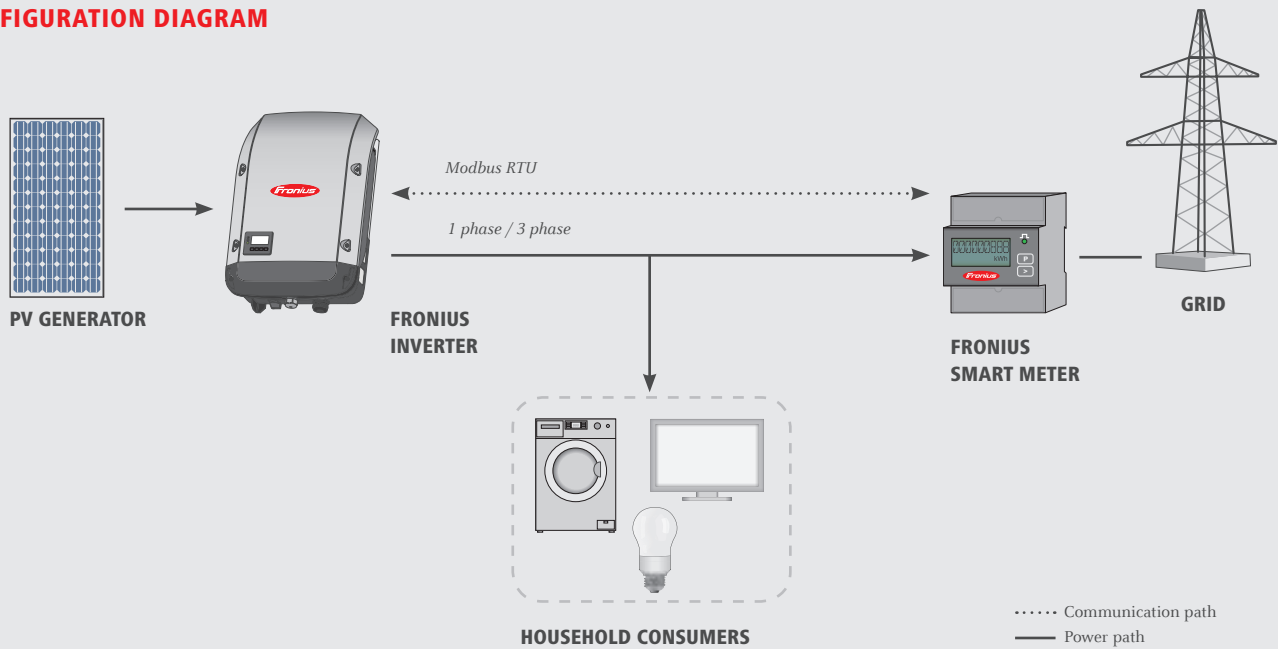 FIGURATION DIAGRAM
Modbus RTU
1 phase / 3 phase
Fronius
kWh
P
>
Fronius
PV GENERATOR
FRONIUS
INVERTER
FRONIUS
SMART METER
GRID
HOUSEHOLD CONSUMERS
Communication path
Power path